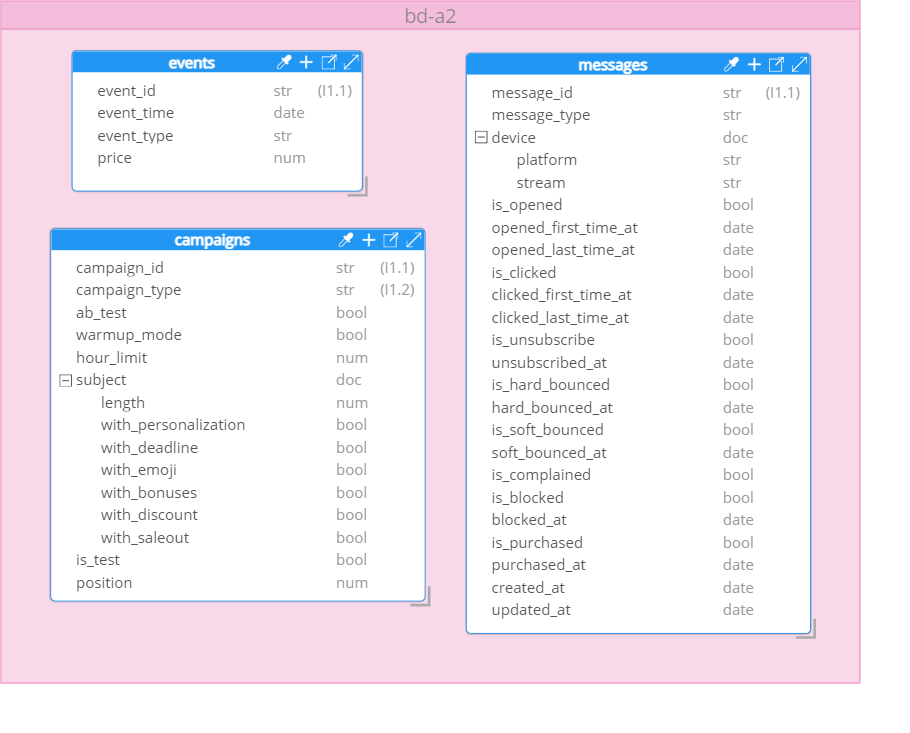 bd-a2
events
event_id str (I1.1)
event_time date
event_type str
price num
campaigns
campaign_id str (I1.1)
campaign_type str (I1.2)
ab_test bool
warmup_mode bool
hour_limit num
subject doc
length num
with_personalization bool
with_deadline bool
with_emoji bool
with_bonuses bool
with_discount bool
with_saleout bool
is_test bool
position num
messages
message_id str (I1.1)
message_type str
device doc
platform str
stream str
is_opened bool
opened_first_time_at date
opened_last_time_at date
is_clicked bool
clicked_first_time_at date
clicked_last_time_at date
is_unsubscribe bool
unsubscribed_at date
is_hard_bounced bool
hard_bounced_at date
is_soft_bounced bool
soft_bounced_at date
is_complained bool
is_blocked bool
blocked_at date
is_purchased bool
purchased_at date
created_at date
updated_at date